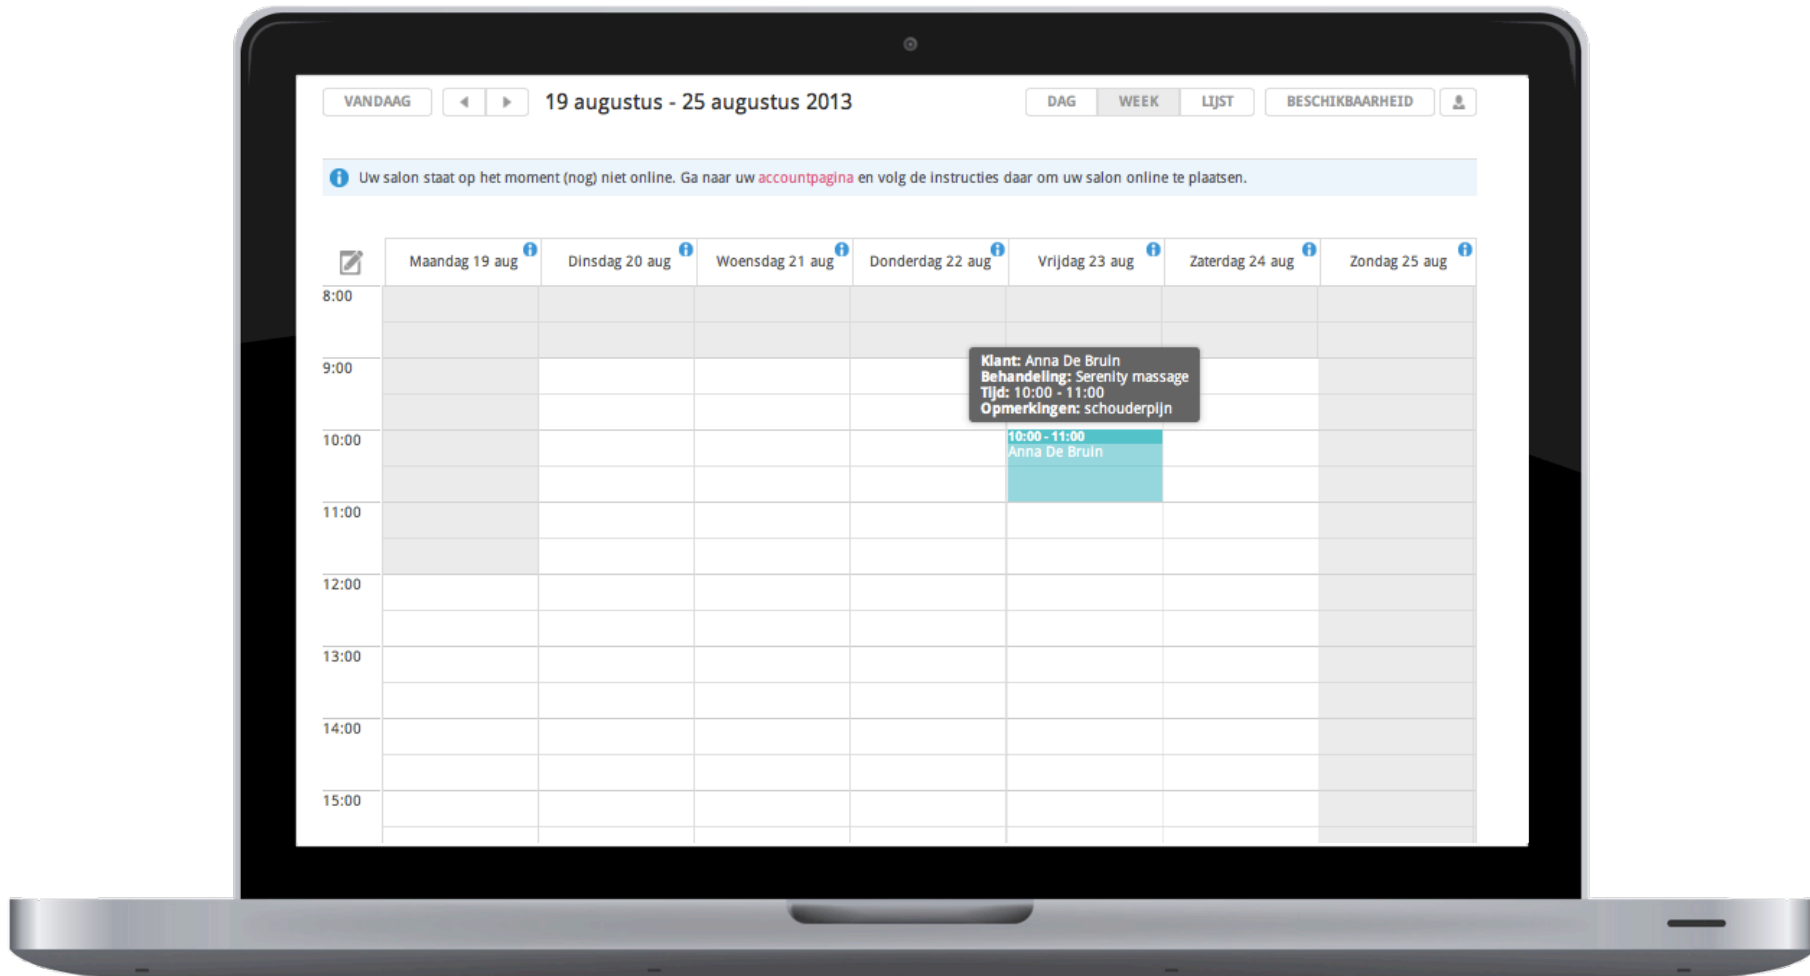 VANDAAG
19 augustus - 25 augustus 2013
DAG WEEK LIJST BESCHIKBAARHEID
Uw salon staat op het moment (nog) niet online. Ga naar uw accountpagina en volg de instructies daar om uw salon online te plaatsen.
Maandag 19 aug Dinsdag 20 aug Woensdag 21 aug Donderdag 22 aug Vrijdag 23 aug Zaterdag 24 aug Zondag 25 aug
8:00
9:00
Klant: Anna De Bruin
Behandeling: Serenity massage
Tijd: 10:00 - 11:00
Opmerkingen: schouderpijn
10:00
10:00 - 11:00
Anna De Bruin
11:00
12:00
13:00
14:00
15:00